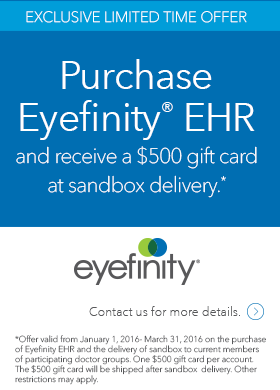 EXCLUSIVE LIMITED TIME OFFER
Purchase
Eyefinity® EHR
and receive a $500 gift card
at sandbox delivery.*
eyefinity®
Contact us for more details.
*Offer valid from January 1, 2016- March 31, 2016 on the purchase
of Eyefinity EHR and the delivery of sandbox to current members
of participating doctor groups. One $500 gift card per account.
The $500 gift card will be shipped after sandbox delivery. Other
restrictions may apply.